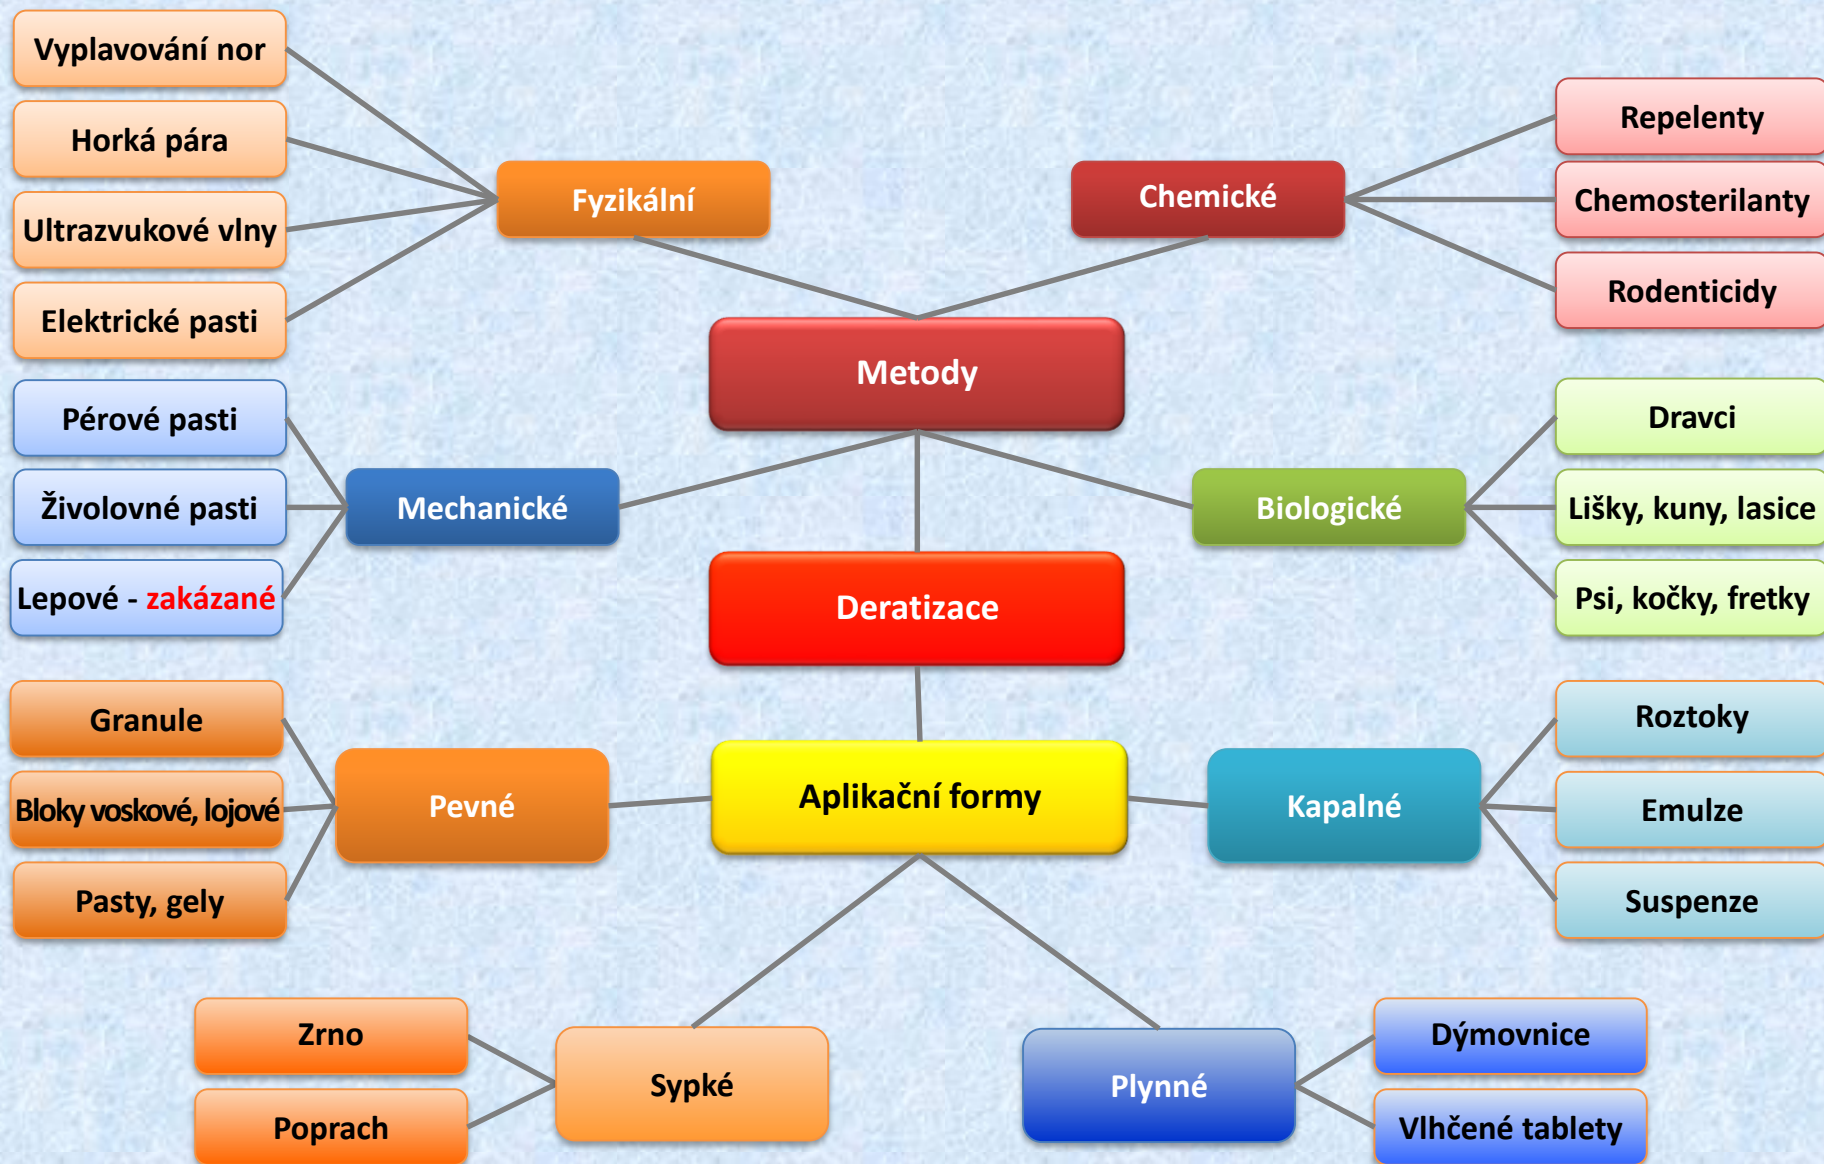 Vyplavování nor
Horká pára
Ultrazvukové vlny
Elektrické pasti
Fyzikální
Chemické
Repelenty
Chemosterilanty
Rodenticidy
Metody
Pérové pasti
Živolovné pasti
Lepové - zakázané
Mechanické
Biologické
Dravci
Lišky, kuny, lasice
Psi, kočky, fretky
Deratizace
Granule
Bloky voskové, lojové
Pasty, gely
Pevné
Aplikační formy
Kapalné
Roztoky
Emulze
Suspenze
Zrno
Poprach
Sypké
Plynné
Dýmovnice
Vlhčené tablety